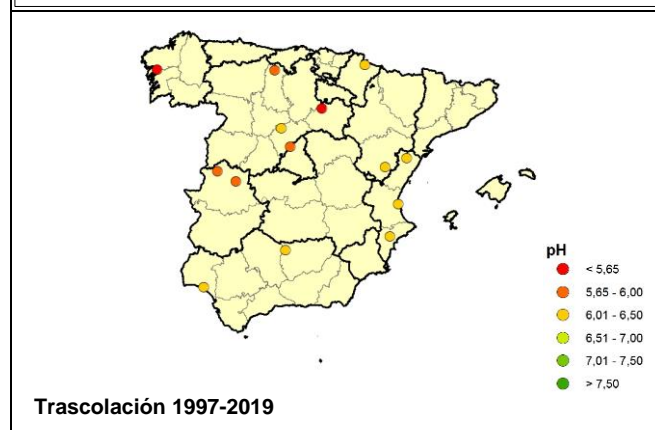 pH
< 5,65
5,65 - 6,00
6,01 - 6,50
6,51 - 7,00
7,01 - 7,50
> 7,50
Trascolación 1997-2019